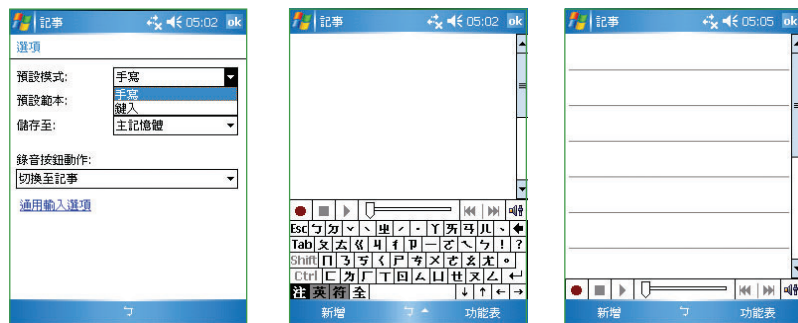 記事 05:02 ok
選項
預設模式: 手寫
手寫
鍵入
預設範本:
儲存至: 主記憶體
錄音按鈕動作:
切換至記事
通用輸入選項
ㄅ
記事 05:02 ok
Esc ㄅ ㄉ ˇ ˋ ㄓ ˊ ˙ ㄚ ㄞ ㄢ ㄦ 、
Tab ㄆ ㄊ ㄍ ㄐ ㄔ ㄗ ㄧ ㄛ ㄟ ㄣ ! ?
Shift ㄇ ㄋ ㄎ ㄑ ㄕ ㄘ ㄨ ㄜ ㄠ ㄤ 。
Ctrl ㄈ ㄌ ㄏ ㄒ ㄖ ㄙ ㄩ ㄝ ㄡ ㄥ ↵
注 英 符 全 ↓ ↑ ← →
新增 ㄅ 功能表
記事 05:05 ok
新增 ㄅ 功能表